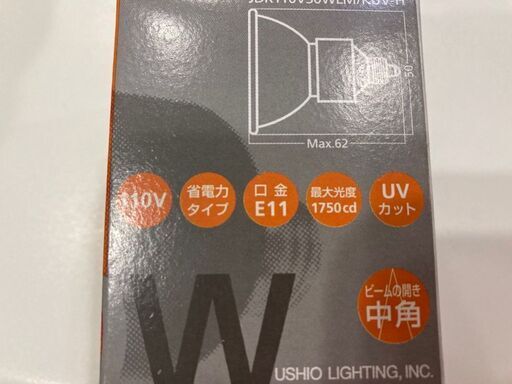 50
Max.62
110V
省電力
タイプ
口金
E11
最大光度
1750cd
UV
カット
ビームの開き
中角
W
USHIO LIGHTING, INC.